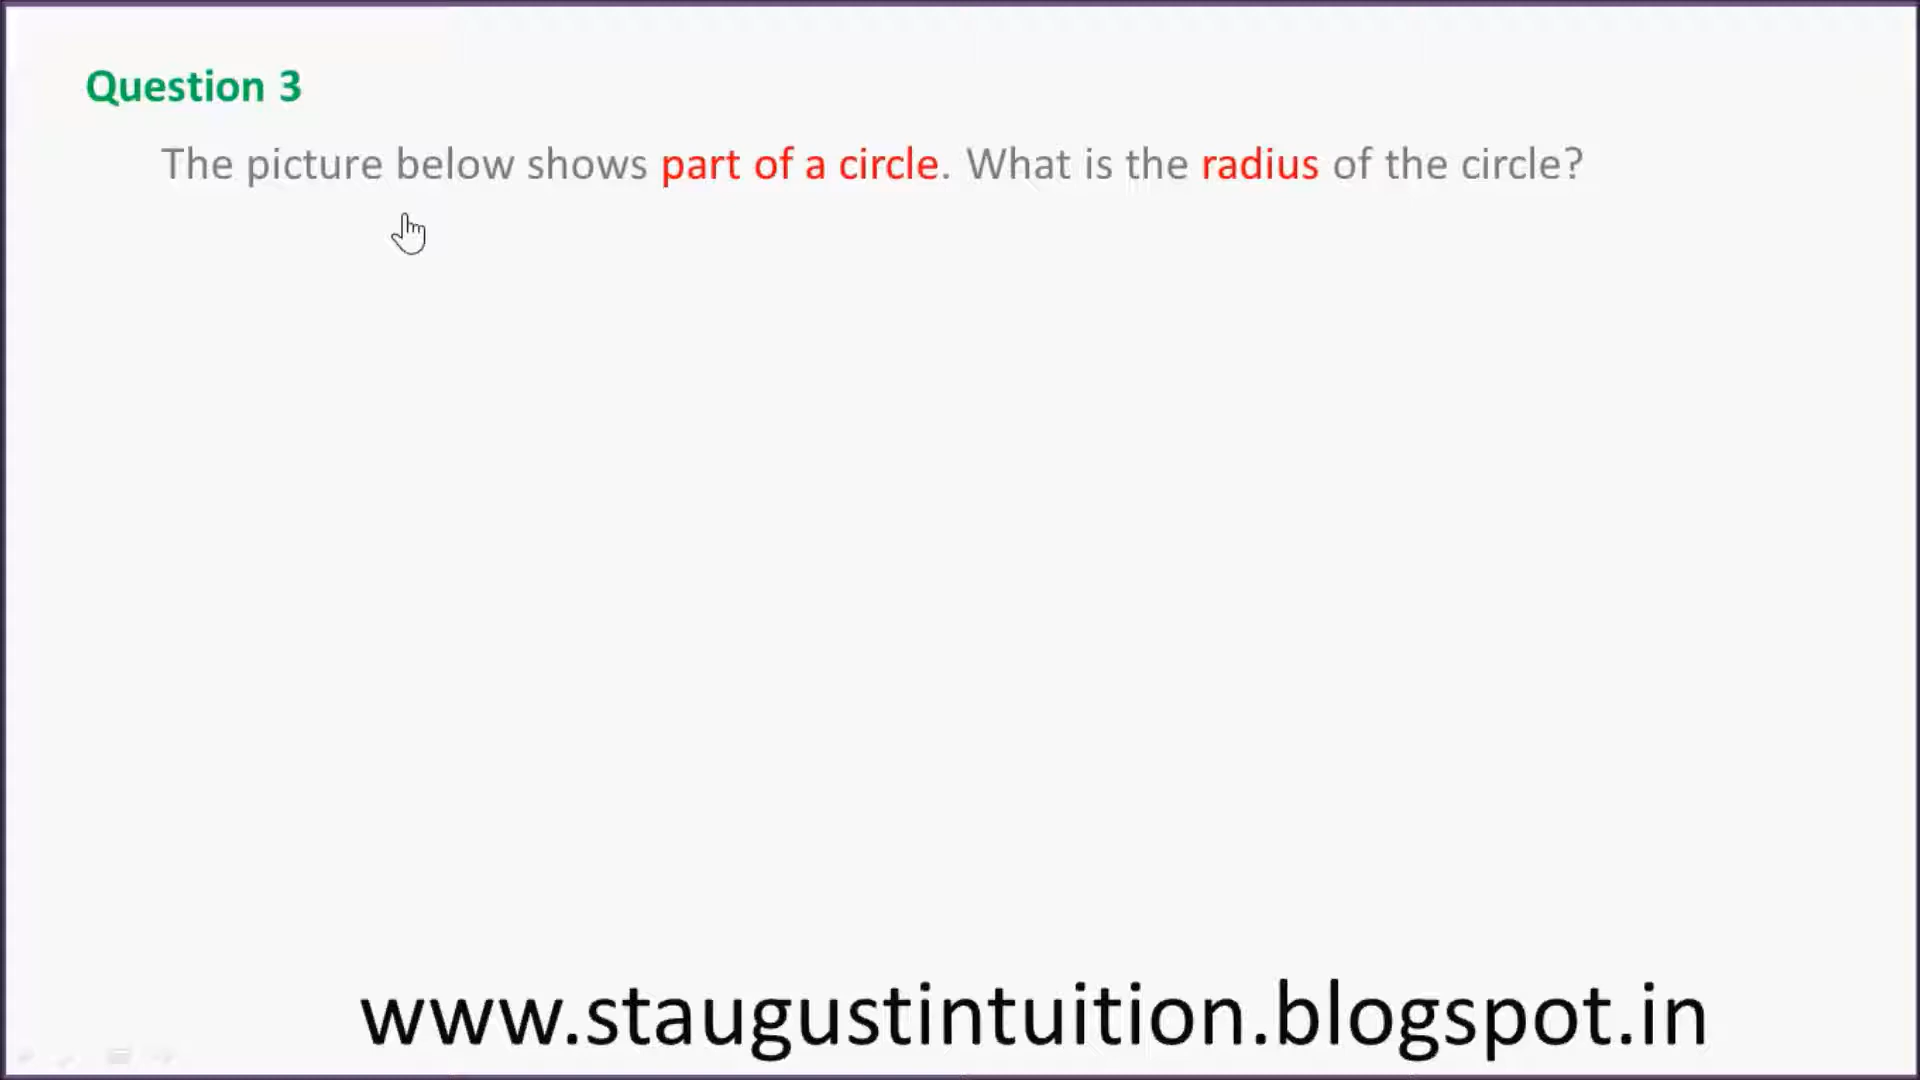 Question 3
The picture below shows part of a circle. What is the radius of the circle?
www.staugustintuition.blogspot.in